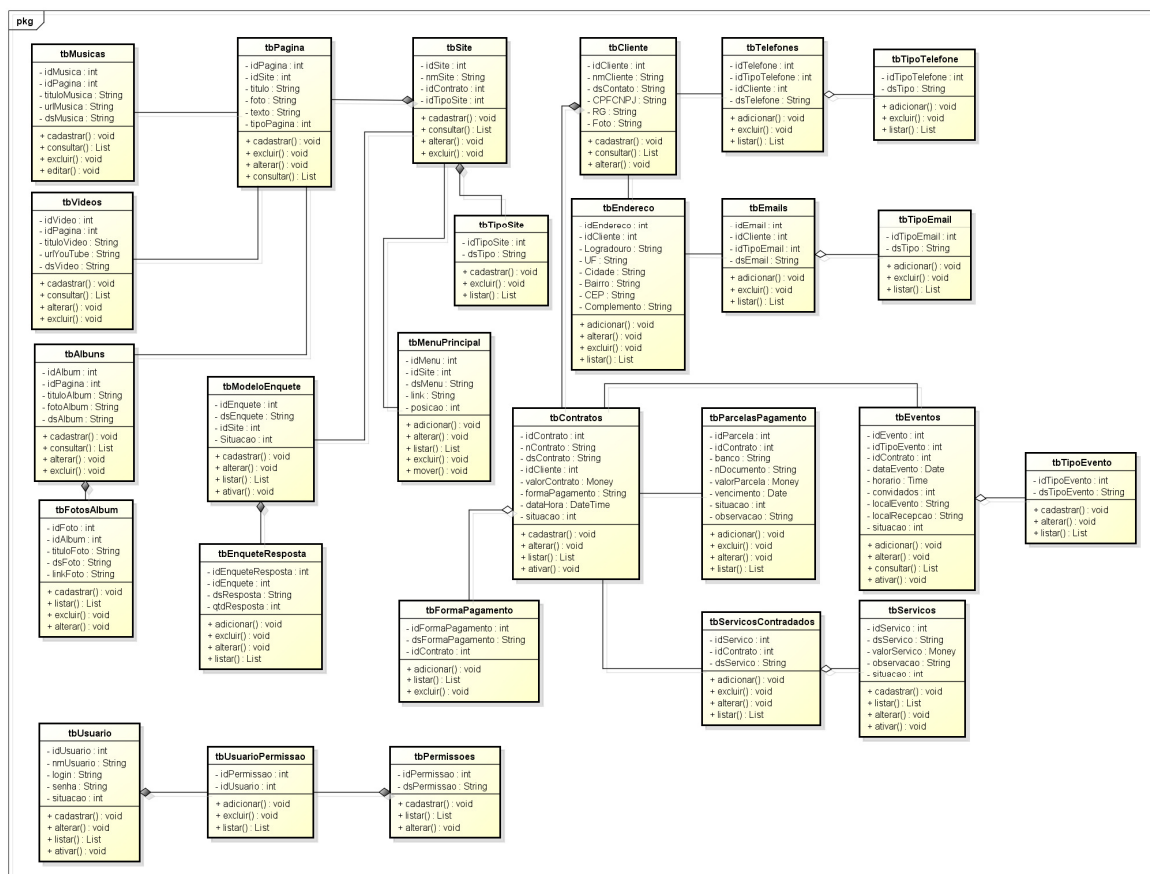 pkg
tbMusicas
- idMusica : int
- idPagina : int
- tituloMusica : String
- urlMusica : String
- dsMusica : String
+ cadastrar() : void
+ consultar() : List
+ excluir() : void
+ editar() : void
tbPagina
- idPagina : int
- idSite : int
- titulo : String
- foto : String
- texto : String
- tipoPagina : int
+ cadastrar() : void
+ excluir() : void
+ alterar() : void
+ consultar() : List
tbSite
- idSite : int
- nmSite : String
- idContrato : int
- idTipoSite : int
+ cadastrar() : void
+ consultar() : List
+ alterar() : void
+ excluir() : void
tbCliente
- idCliente : int
- nmCliente : String
- dsContato : String
- CPFCNPJ : String
- RG : String
- Foto : String
+ cadastrar() : void
+ consultar() : List
+ alterar() : void
tbTelefones
- idTelefone : int
- idTipoTelefone : int
- idCliente : int
- dsTelefone : String
+ adicionar() : void
+ excluir() : void
+ listar() : List
tbTipoTelefone
- idTipoTelefone : int
- dsTipo : String
+ adicionar() : void
+ excluir() : void
+ listar() : List
tbVideos
- idVideo : int
- idPagina : int
- tituloVideo : String
- urlYouTube : String
- dsVideo : String
+ cadastrar() : void
+ consultar() : List
+ alterar() : void
+ excluir() : void
tbTipoSite
- idTipoSite : int
- dsTipo : String
+ cadastrar() : void
+ excluir() : void
+ listar() : List
tbEndereco
- idEndereco : int
- idCliente : int
- Logradouro : String
- UF : String
- Cidade : String
- Bairro : String
- CEP : String
- Complemento : String
+ adicionar() : void
+ alterar() : void
+ excluir() : void
+ listar() : List
tbEmails
- idEmail : int
- idCliente : int
- idTipoEmail : int
- dsEmail : String
+ adicionar() : void
+ excluir() : void
+ listar() : List
tbTipoEmail
- idTipoEmail : int
- dsTipo : String
+ adicionar() : void
+ excluir() : void
+ listar() : List
tbAlbuns
- idAlbum : int
- idPagina : int
- tituloAlbum : String
- fotoAlbum : String
- dsAlbum : String
+ cadastrar() : void
+ consultar() : List
+ alterar() : void
+ excluir() : void
tbModeloEnquete
- idEnquete : int
- dsEnquete : String
- idSite : int
- Situacao : int
+ cadastrar() : void
+ alterar() : void
+ listar() : List
+ ativar() : void
tbMenuPrincipal
- idMenu : int
- idSite : int
- dsMenu : String
- link : String
- posicao : int
+ adicionar() : void
+ alterar() : void
+ listar() : List
+ excluir() : void
+ mover() : void
tbContratos
- idContrato : int
- nContrato : String
- dsContrato : String
- idCliente : int
- valorContrato : Money
- formaPagamento : String
- dataHora : DateTime
- situacao : int
+ cadastrar() : void
+ alterar() : void
+ listar() : List
+ ativar() : void
tbParcelasPagamento
- idParcela : int
- idContrato : int
- banco : String
- nDocumento : String
- valorParcela : Money
- vencimento : Date
- situacao : int
- observacao : String
+ adicionar() : void
+ excluir() : void
+ alterar() : void
+ listar() : List
tbEventos
- idEvento : int
- idTipoEvento : int
- idContrato : int
- dataEvento : Date
- horario : Time
- convidados : int
- localEvento : String
- localRecepcao : String
- situacao : int
+ adicionar() : void
+ alterar() : void
+ consultar() : List
+ excluir() : void
+ ativar() : void
tbTipoEvento
- idTipoEvento : int
- dsTipoEvento : String
+ cadastrar() : void
+ alterar() : void
+ listar() : List
tbFotosAlbum
- idFoto : int
- idAlbum : int
- tituloFoto : String
- dsFoto : String
- linkFoto : String
+ cadastrar() : void
+ listar() : List
+ excluir() : void
+ alterar() : void
tbEnqueteResposta
- idEnqueteResposta : int
- idEnquete : int
- dsResposta : String
- qtdResposta : int
+ adicionar() : void
+ excluir() : void
+ alterar() : void
+ listar() : List
tbFormaPagamento
- idFormaPagamento : int
- dsFormaPagamento : String
- idContrato : int
+ adicionar() : void
+ listar() : List
+ excluir() : void
tbServicosContradados
- idServico : int
- idContrato : int
- dsServico : String
+ adicionar() : void
+ excluir() : void
+ alterar() : void
+ listar() : List
tbServicos
- idServico : int
- dsServico : String
- valorServico : Money
- observacao : String
- situacao : int
+ cadastrar() : void
+ listar() : List
+ alterar() : void
+ ativar() : void
tbUsuario
- idUsuario : int
- nmUsuario : String
- login : String
- senha : String
- situacao : int
+ cadastrar() : void
+ alterar() : void
+ listar() : List
+ ativar() : void
tbUsuarioPermissao
- idPermissao : int
- idUsuario : int
+ adicionar() : void
+ excluir() : void
+ listar() : List
tbPermissoes
- idPermissao : int
- dsPermissao : String
+ cadastrar() : void
+ listar() : List
+ alterar() : void